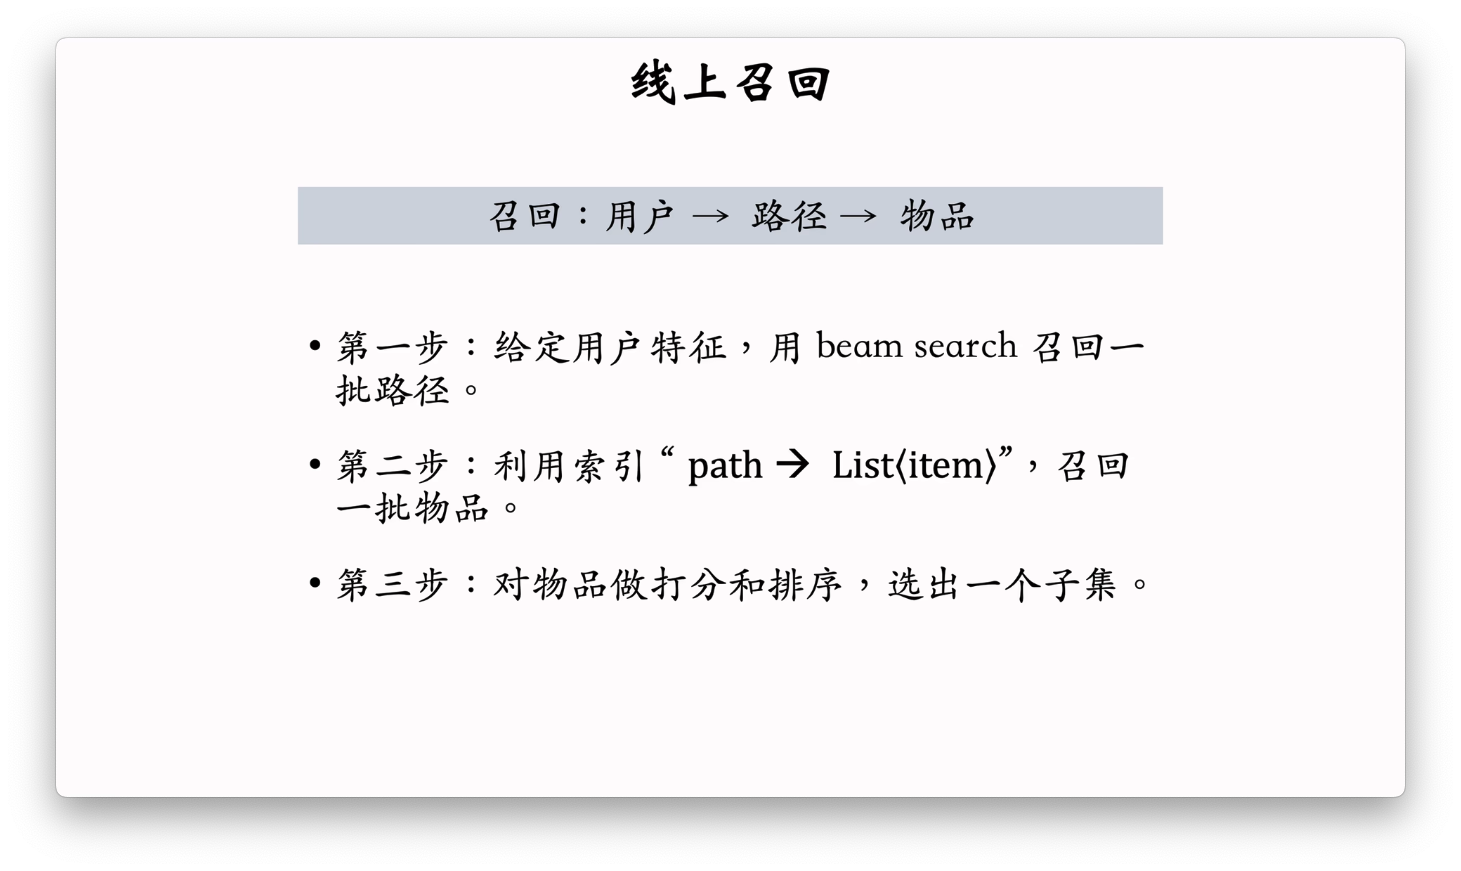 线上召回
召回：用户 → 路径 → 物品
• 第一步：给定用户特征，用 beam search 召回一
批路径。
• 第二步：利用索引“ path → List⟨item⟩”，召回
一批物品。
• 第三步：对物品做打分和排序，选出一个子集。